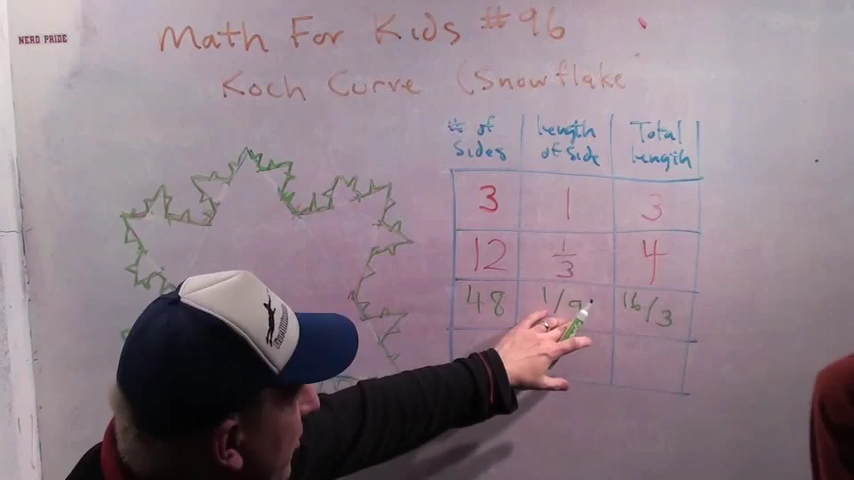 NERD PRIDE
Math For Kids #96
Koch Curve (Snowflake
# of Sides
Length of Side
Total Length
3 1 3
12 1/3 4
48 1/9 16/3